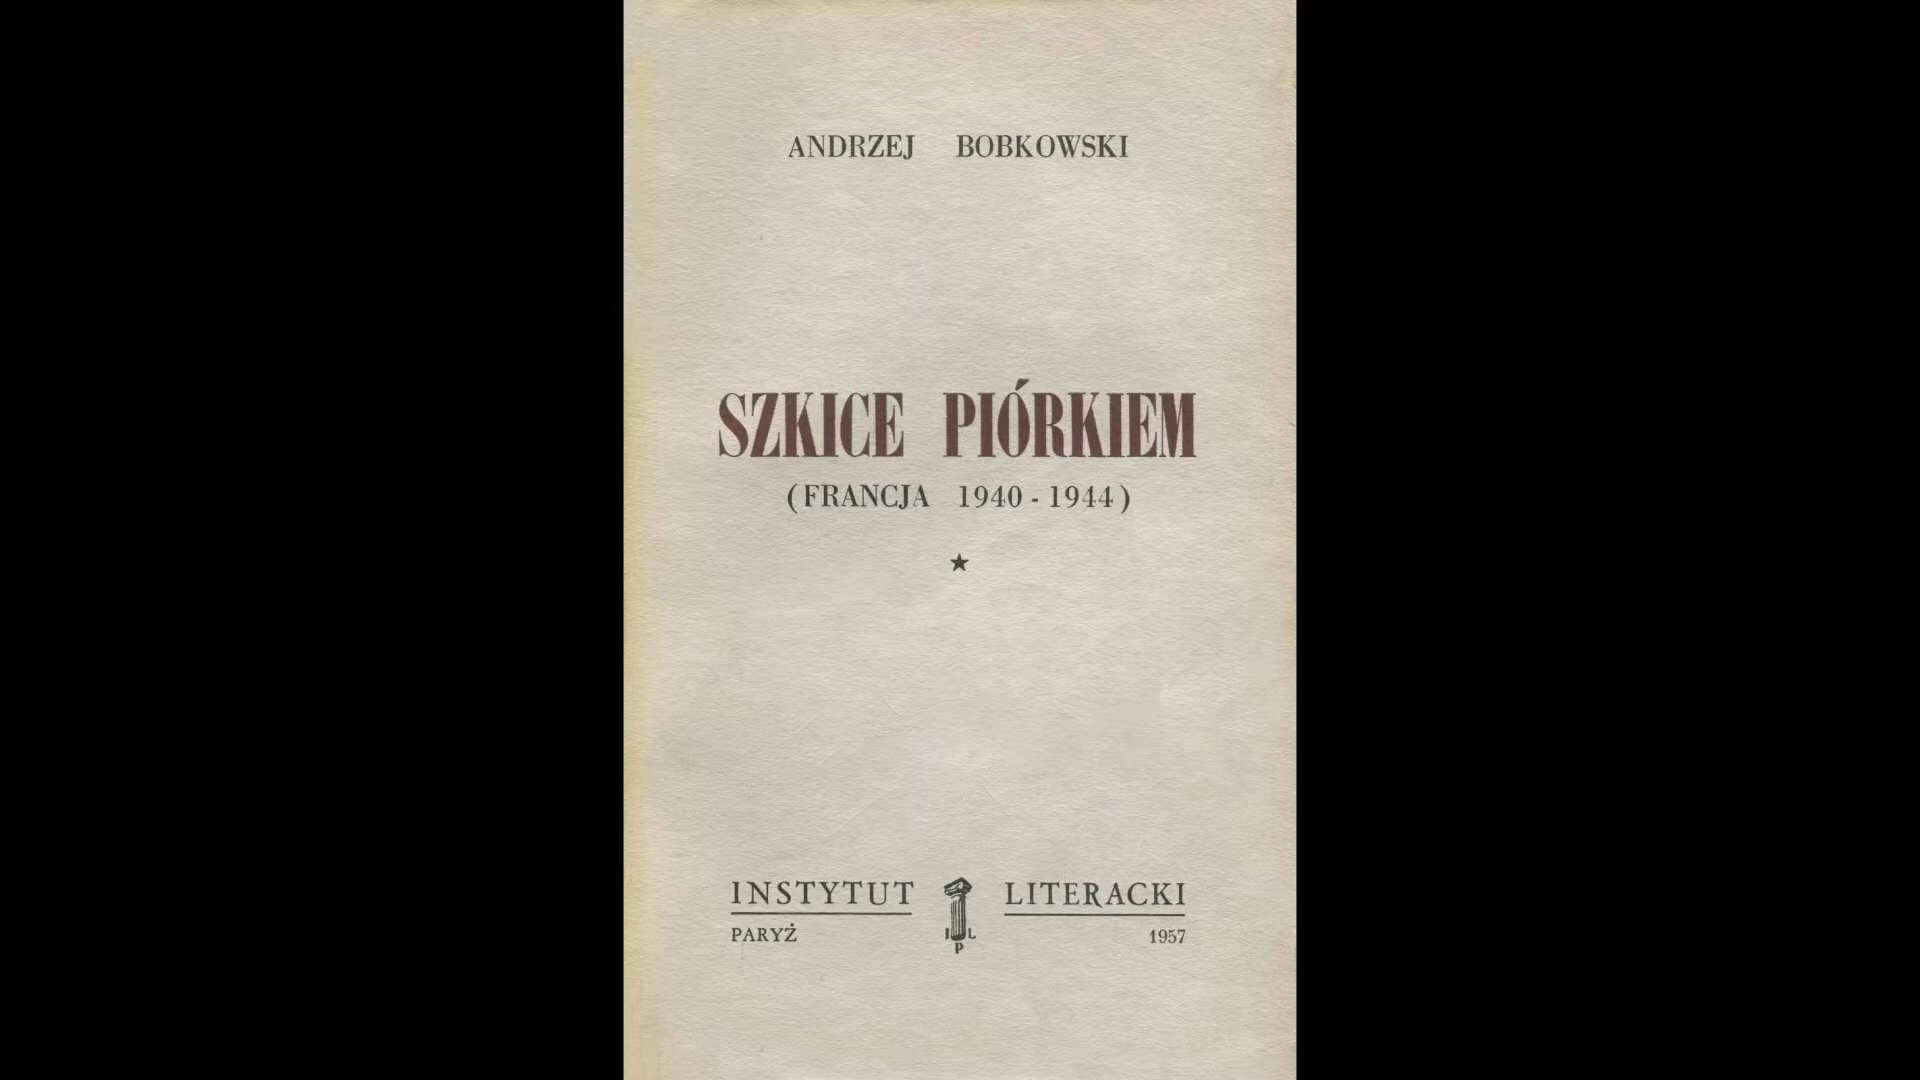 ANDRZEJ BOBKOWSKI
SZKICE PIÓRKIEM
(FRANCJA 1940-1944)
★
INSTYTUT LITERACKI
PARYŻ 1957
I L
P